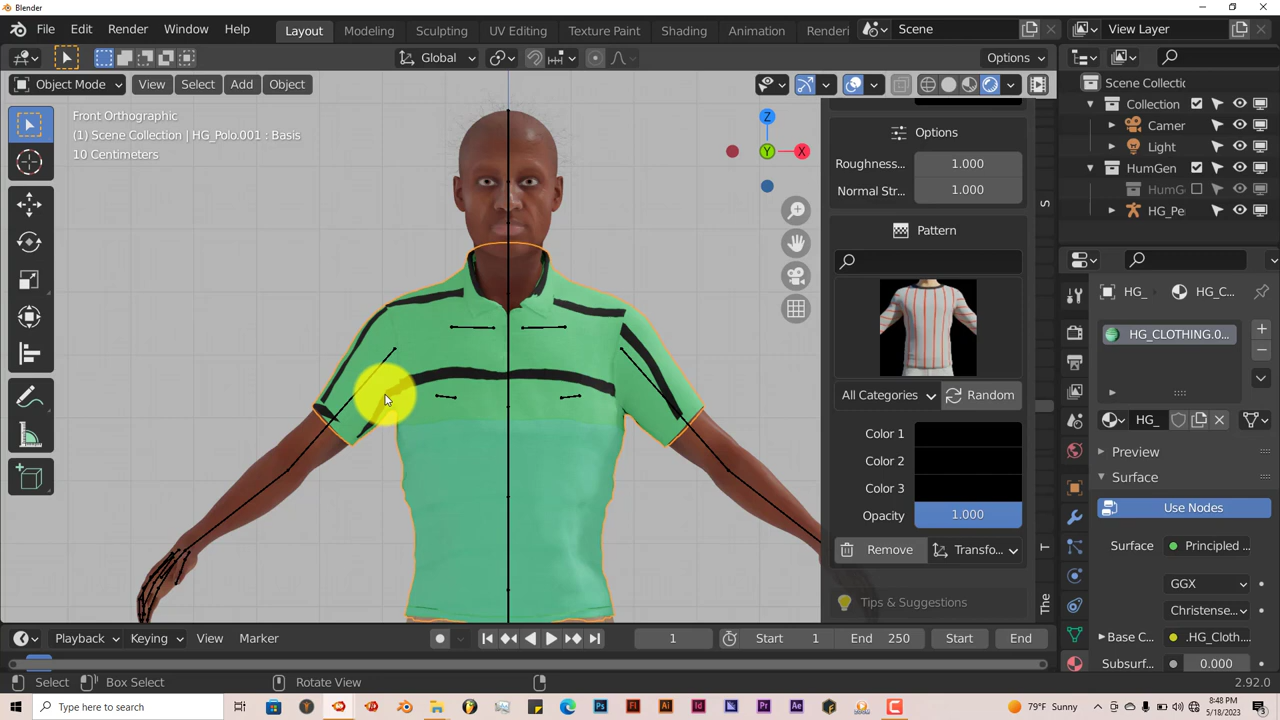 Blender
File Edit Render Window Help
Layout Modeling Sculpting UV Editing Texture Paint Shading Animation
Scene
View Layer
Global
Options
Object Mode View Select Add Object
Front Orthographic
(1) Scene Collection | HG_Polo.001 : Basis
10 Centimeters
Z
Y
X
Options
Roughness... 1.000
Normal Str... 1.000
Pattern
All Categories Random
Color 1
Color 2
Color 3
Opacity 1.000
Remove Transfo...
Tips & Suggestions
S
T
The
Scene Collectic
Collection
Camer
Light
HumGen
HumG
HG_Pe
HG_ HG_C
HG_CLOTHING.0...
HG_
Preview
Surface
Use Nodes
Surface Principled ...
GGX
Christense...
Base C... .HG_Cloth...
Subsurf... 0.000
Playback Keying View Marker
1 Start 1 End 250 Start End
Select Box Select Rotate View
2.92.0
Type here to search
79°F Sunny
8:48 PM
5/18/2023